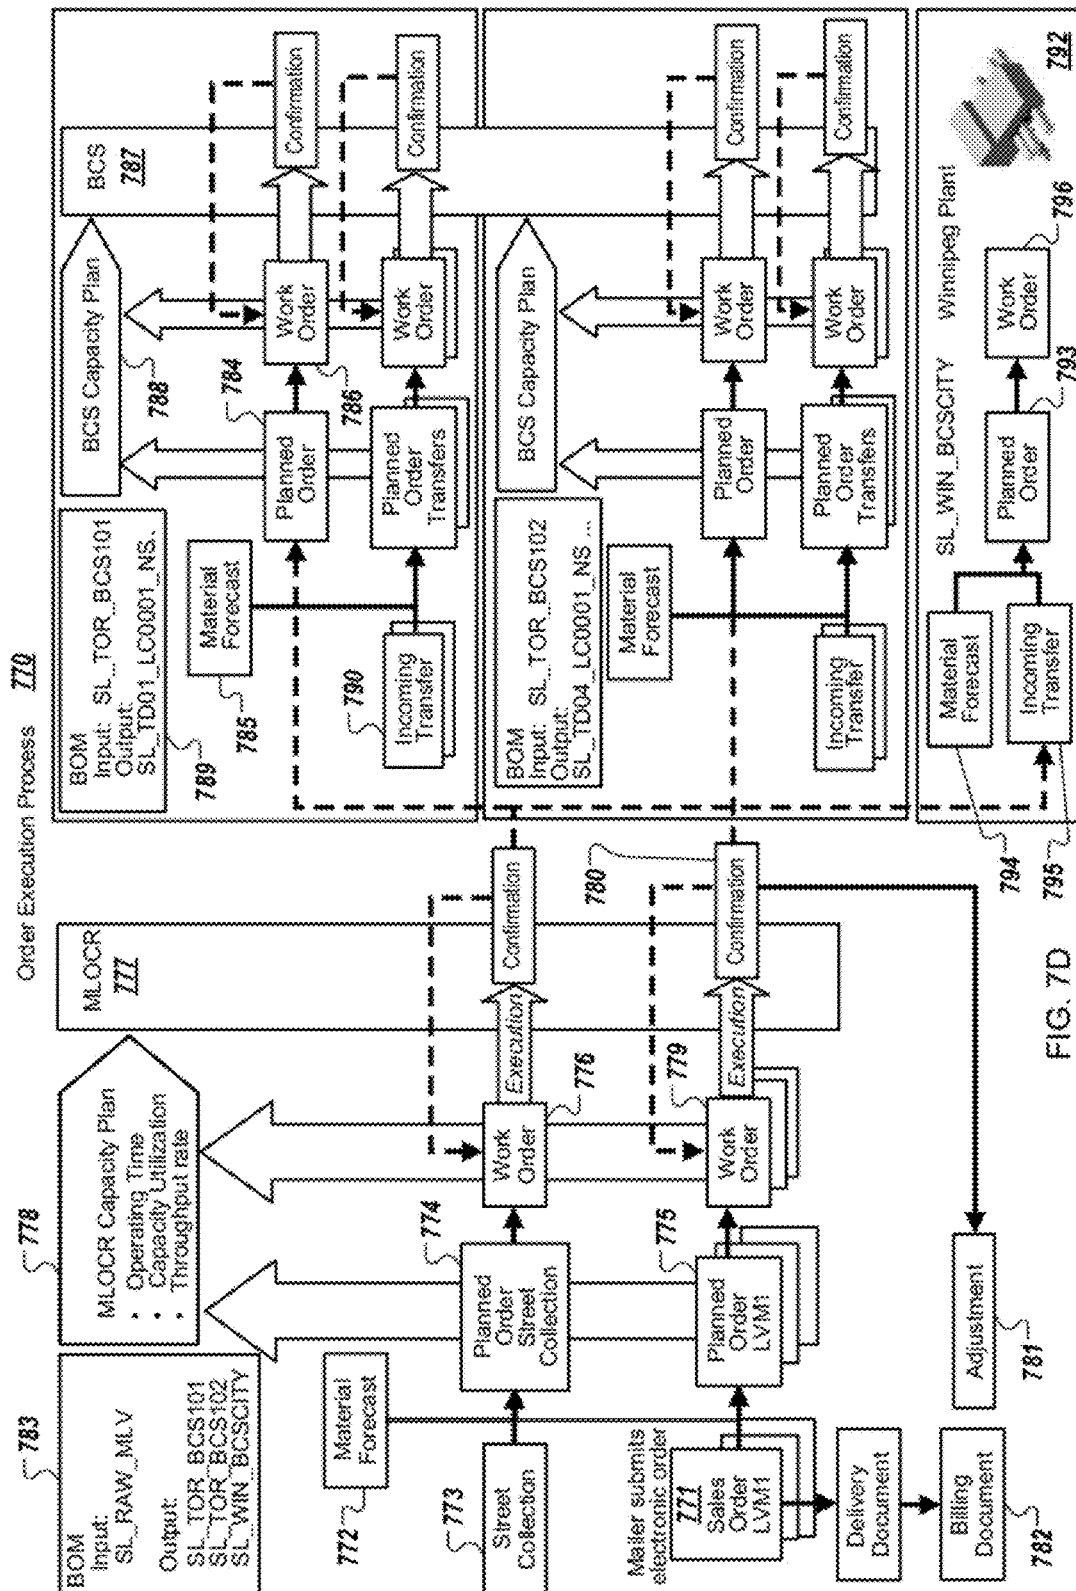 Order Execution Process 770
BOM
Input:
SL_RAW_MLV
Output:
SL_TOR_BCS101
SL_TOR_BCS102
SL_WIN_BCSCITY
783
MLOCR Capacity Plan
• Operating Time
• Capacity Utilization
• Throughput rate
778
MLOCR
777
Material
Forecast
772
Street
Collection
773
Planned
Order
Street
Collection
774
Work
Order
776
Execution
Confirmation
Mailer submits
electronic order
771
Sales
Order
LVM1
Planned
Order
LVM1
775
Work
Order
779
Execution
Confirmation
780
Delivery
Document
Billing
Document
782
Adjustment
781
BOM
Input: SL_TOR_BCS101
Output:
SL_TD01_LC0001_NS..
789
BCS Capacity Plan
788
BCS
787
Material
Forecast
785
Planned
Order
784
Work
Order
786
Confirmation
790
Incoming
Transfer
Planned
Order
Transfers
Work
Order
Confirmation
BOM
Input: SL_TOR_BCS102
Output:
SL_TD04_LC0001_NS...
BCS Capacity Plan
Material
Forecast
Planned
Order
Work
Order
Confirmation
Incoming
Transfer
Planned
Order
Transfers
Work
Order
Confirmation
SL_WIN_BCSCITY Winnipeg Plant
Material
Forecast
794
Incoming
Transfer
795
Planned
Order
793
Work
Order
796
792
FIG. 7D